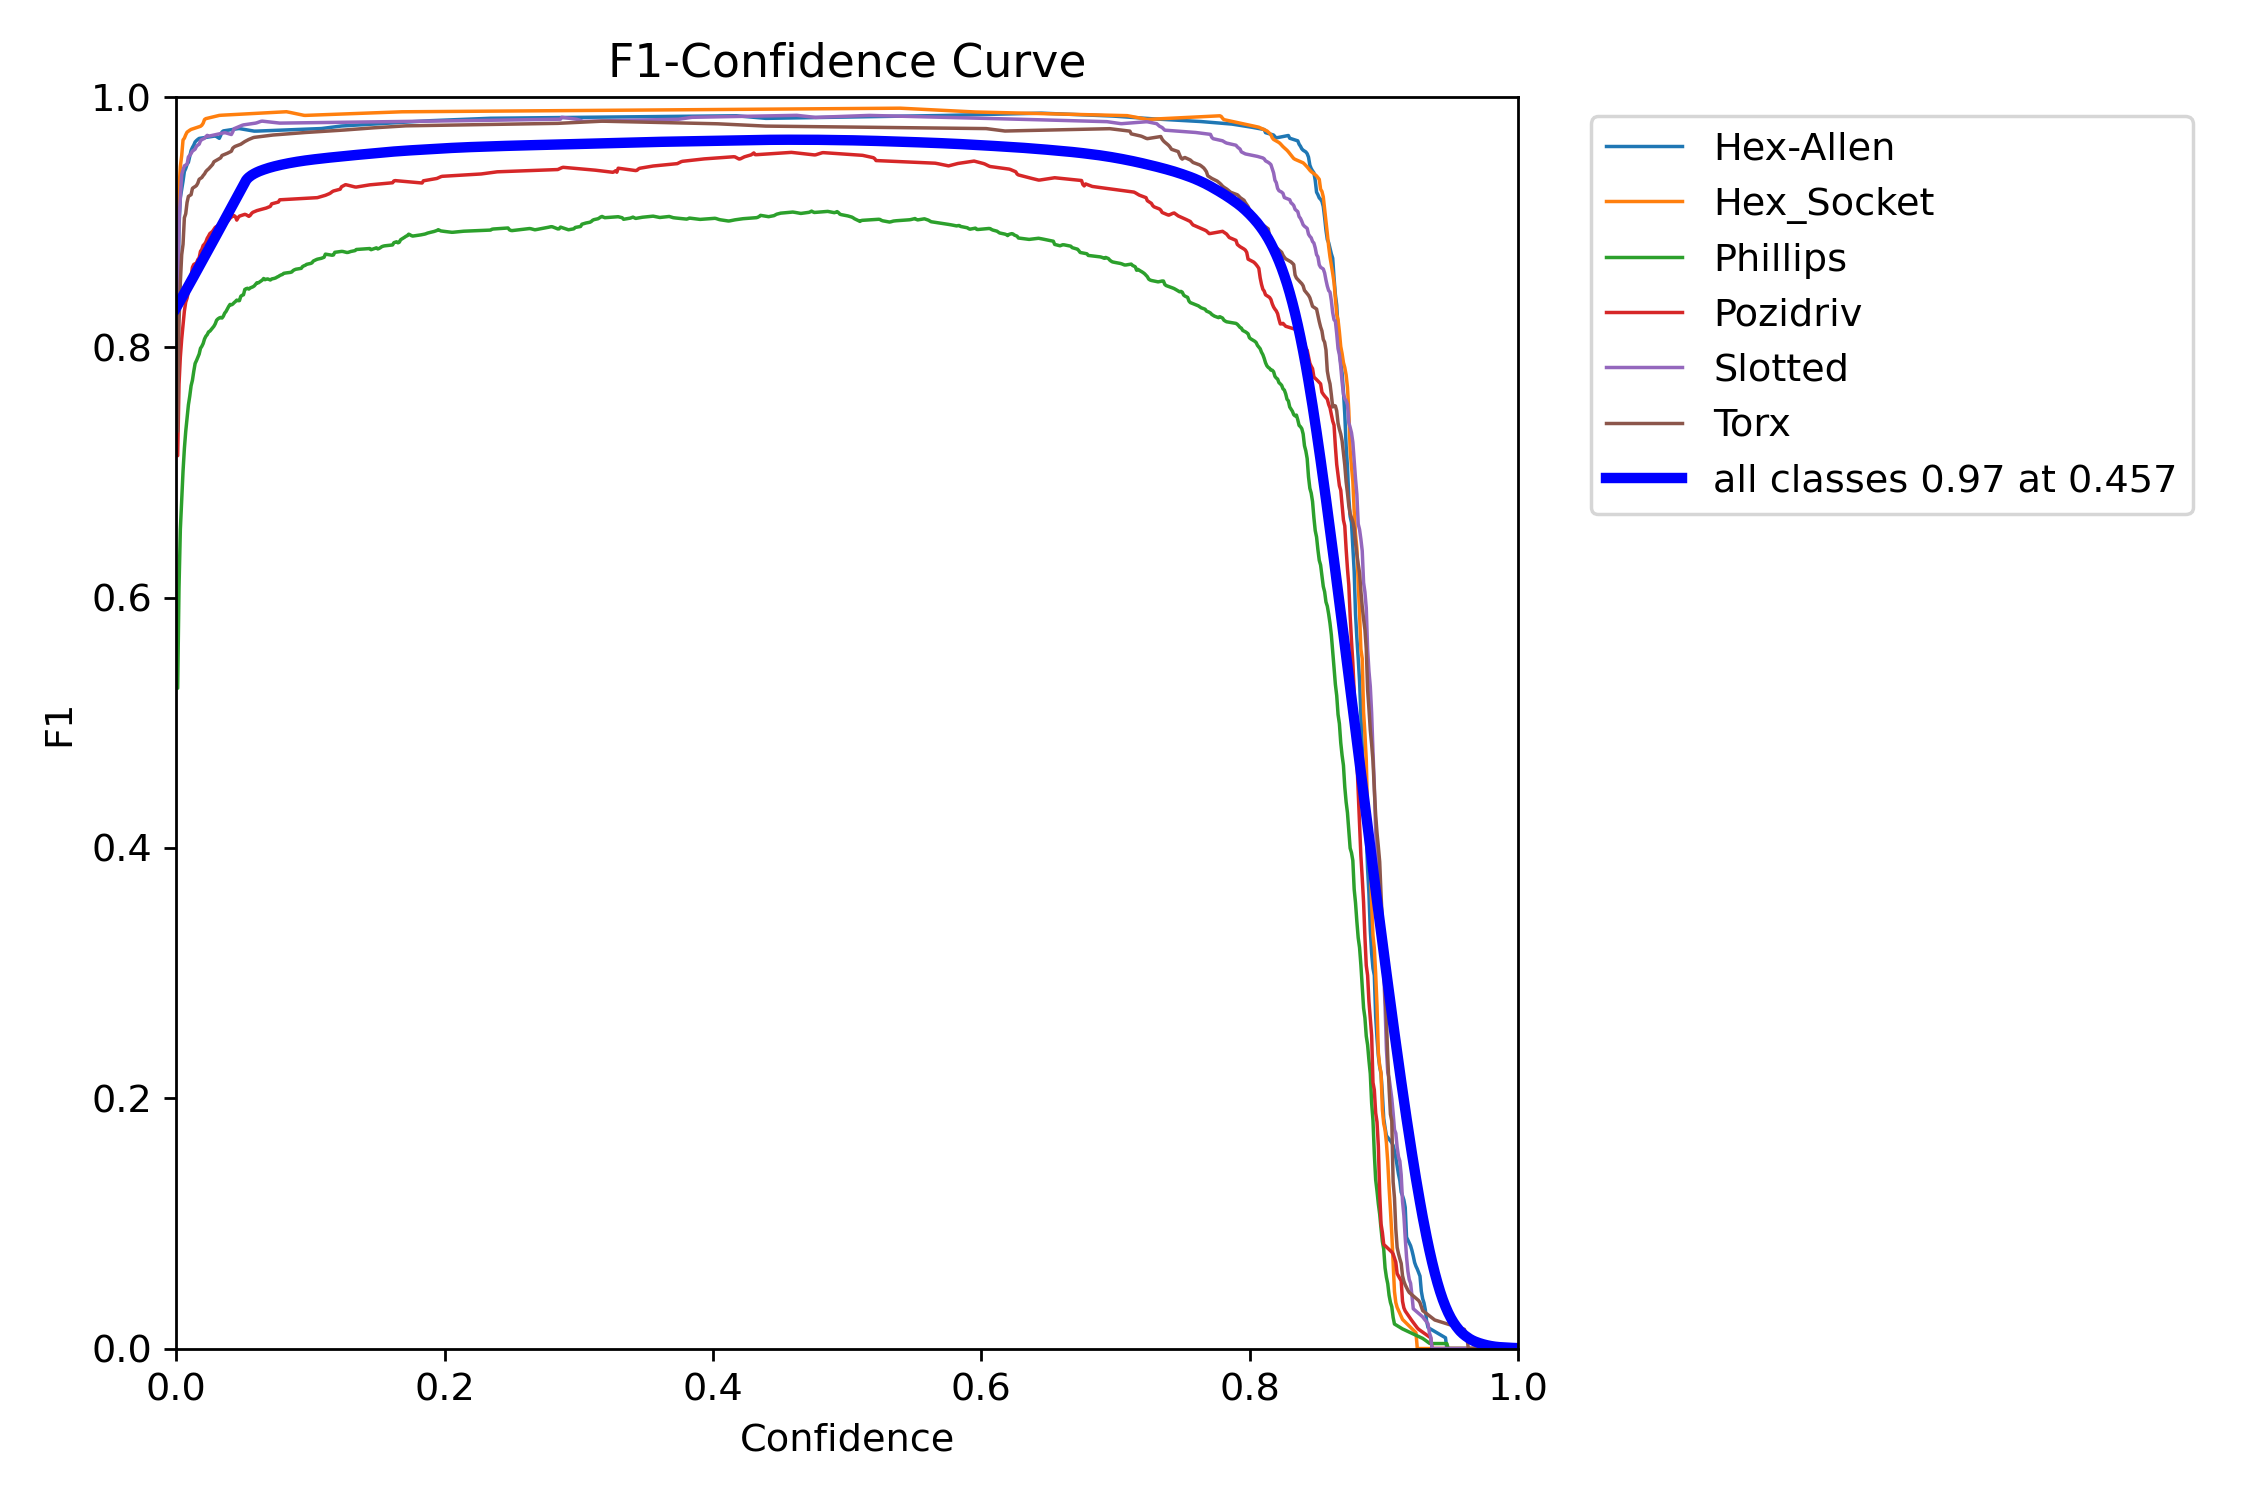 F1-Confidence Curve
1.0
0.8
0.6
0.4
0.2
0.0
F1
0.0 0.2 0.4 0.6 0.8 1.0
Confidence
Hex-Allen
Hex_Socket
Phillips
Pozidriv
Slotted
Torx
all classes 0.97 at 0.457